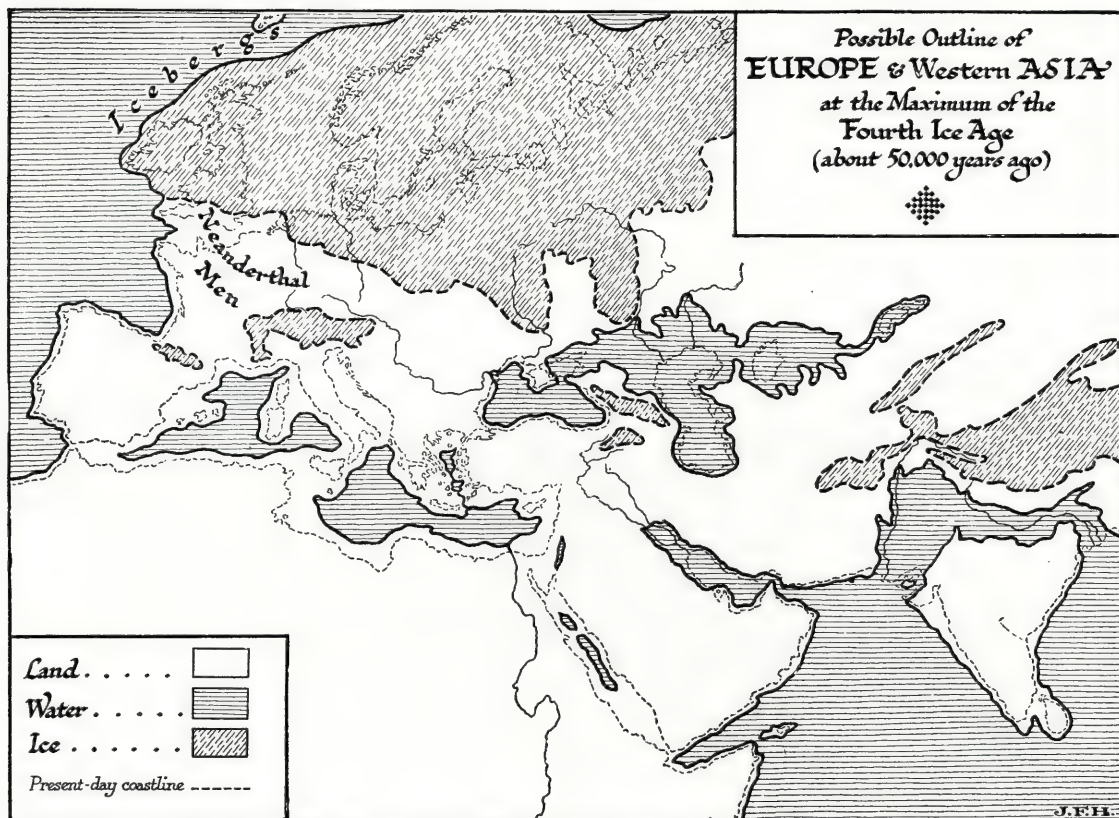 Icebergs
Possible Outline of
EUROPE & Western ASIA
at the Maximum of the
Fourth Ice Age
(about 50,000 years ago)
Neanderthal
Men
Land . . . . .
Water . . . . .
Ice . . . . . .
Present-day coastline ------
J.F.H.